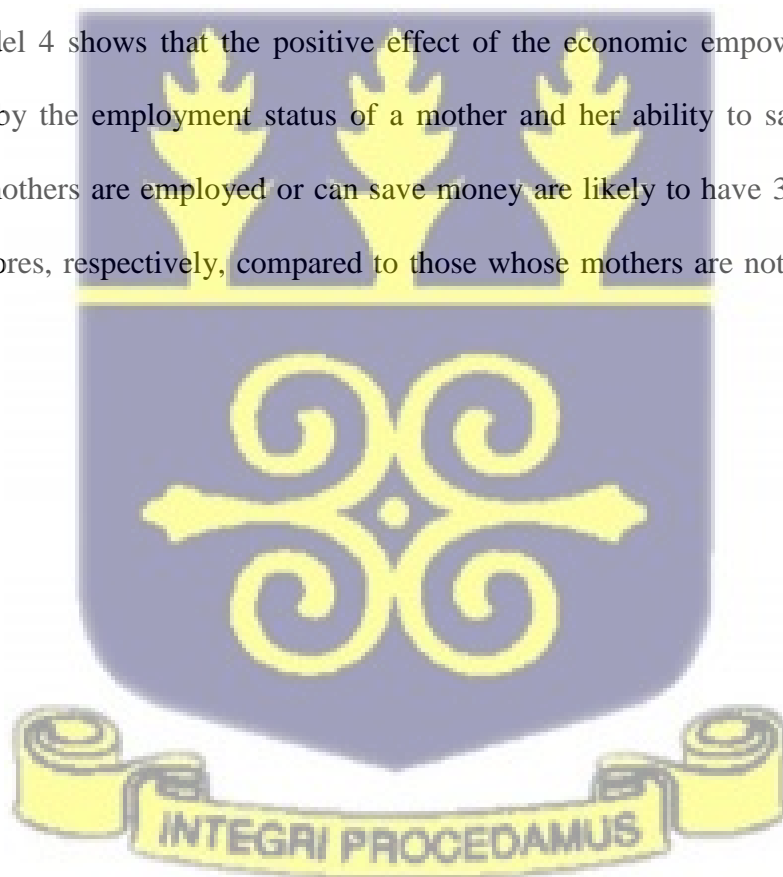 del 4 shows that the positive effect of the economic empow
by the employment status of a mother and her ability to sa
mothers are employed or can save money are likely to have 3
ores, respectively, compared to those whose mothers are not
INTEGRI PROCEDAMUS